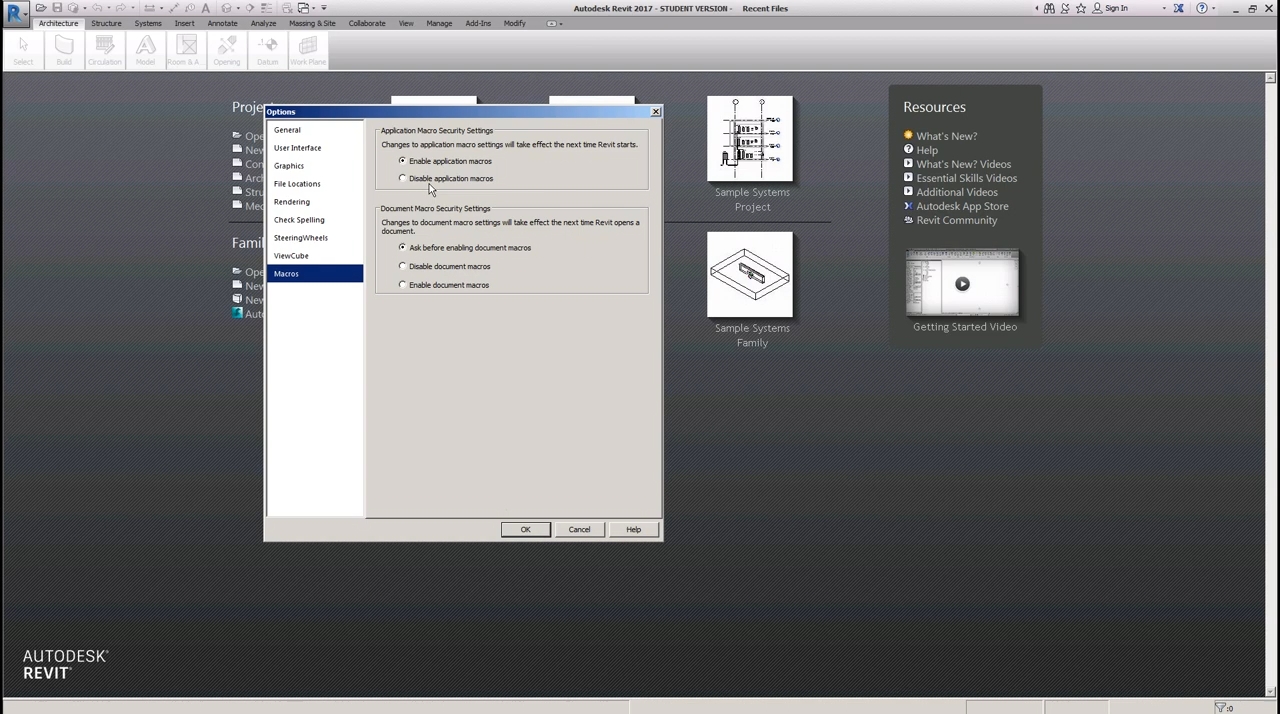 Autodesk Revit 2017 - STUDENT VERSION - Recent Files
Sign In
Architecture Structure Systems Insert Annotate Analyze Massing & Site Collaborate View Manage Add-Ins Modify
Select Build Circulation Model Room & A... Opening Datum Work Plane
Options
General
User Interface
Graphics
File Locations
Rendering
Check Spelling
SteeringWheels
ViewCube
Macros
Application Macro Security Settings
Changes to application macro settings will take effect the next time Revit starts.
Enable application macros
Disable application macros
Document Macro Security Settings
Changes to document macro settings will take effect the next time Revit opens a
document.
Ask before enabling document macros
Disable document macros
Enable document macros
OK Cancel Help
Sample Systems
Project
Sample Systems
Family
Resources
What's New?
Help
What's New? Videos
Essential Skills Videos
Additional Videos
Autodesk App Store
Revit Community
Getting Started Video
AUTODESK®
REVIT®
:0